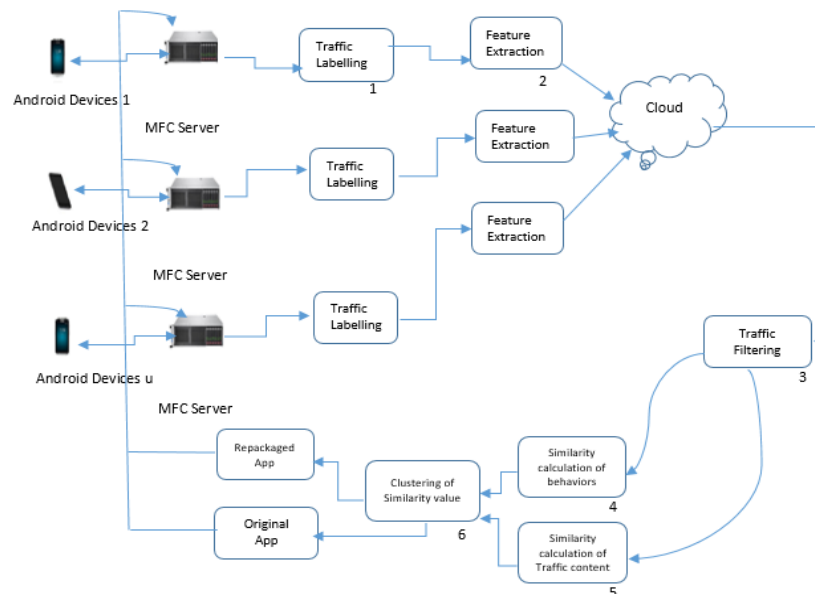 Android Devices 1
MFC Server
Traffic
Labelling
1
Feature
Extraction
2
Cloud
Android Devices 2
MFC Server
Traffic
Labelling
Feature
Extraction
Android Devices u
MFC Server
Traffic
Labelling
Feature
Extraction
Traffic
Filtering
3
Similarity
calculation of
behaviors
4
Similarity
calculation of
Traffic content
5
Clustering of
Similarity value
6
Repackaged
App
Original
App